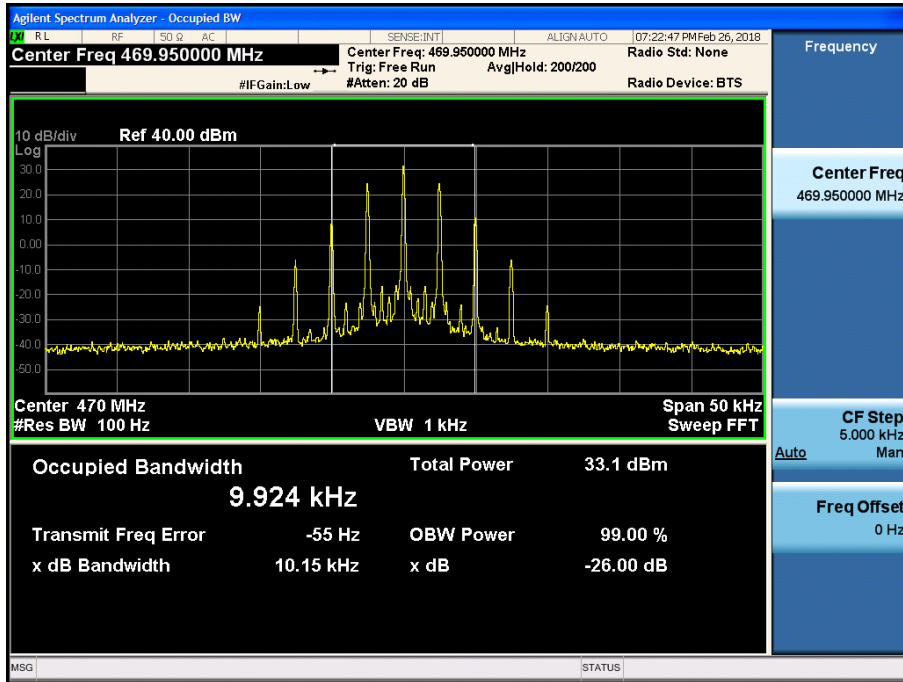 Agilent Spectrum Analyzer - Occupied BW
LXI RL RF 50 Ω AC SENSE:INT ALIGN AUTO 07:22:47 PM Feb 26, 2018
Center Freq 469.950000 MHz Center Freq: 469.950000 MHz Radio Std: None
Trig: Free Run Avg|Hold: 200/200
#IFGain:Low #Atten: 20 dB Radio Device: BTS
10 dB/div Ref 40.00 dBm
Log
30.0
20.0
10.0
0.00
-10.0
-20.0
-30.0
-40.0
-50.0
Center 470 MHz Span 50 kHz
#Res BW 100 Hz VBW 1 kHz Sweep FFT
Occupied Bandwidth Total Power 33.1 dBm
9.924 kHz
Transmit Freq Error -55 Hz OBW Power 99.00 %
x dB Bandwidth 10.15 kHz x dB -26.00 dB
MSG STATUS
Frequency
Center Freq
469.950000 MHz
CF Step
5.000 kHz
Auto Man
Freq Offset
0 Hz